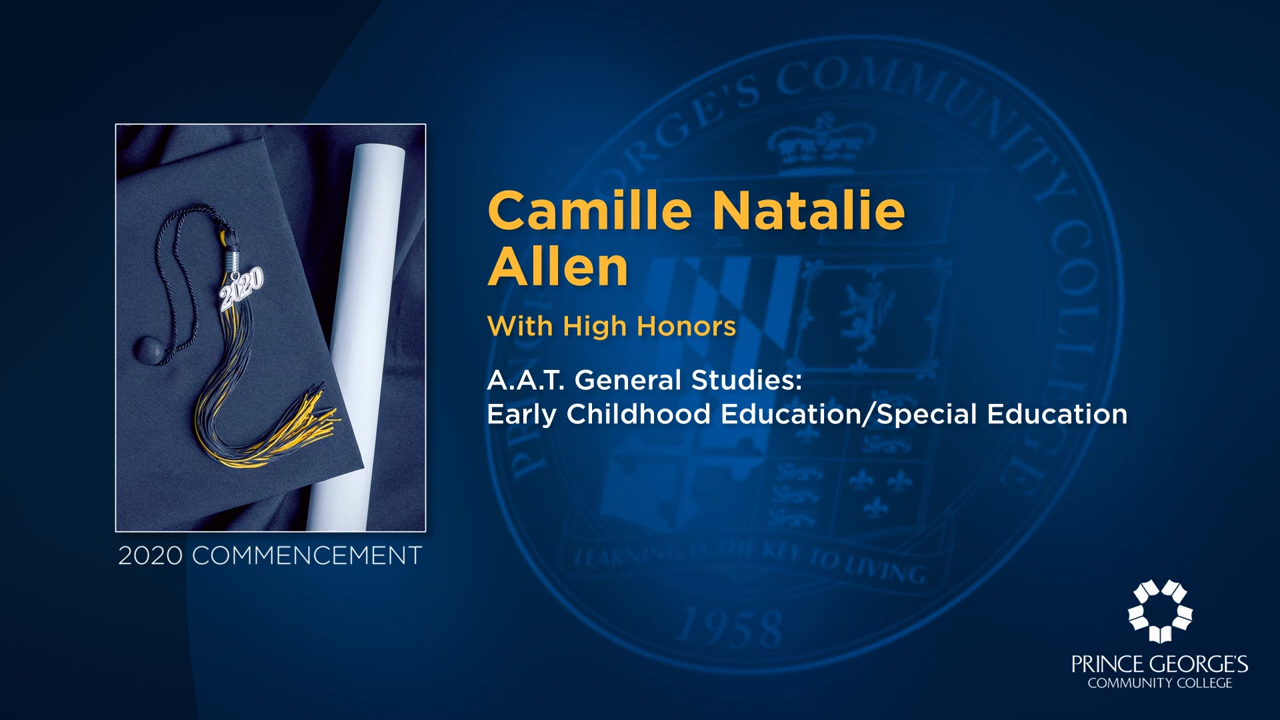 Camille Natalie
Allen
With High Honors
A.A.T. General Studies:
Early Childhood Education/Special Education
2020
2020 COMMENCEMENT
PRINCE GEORGE'S COMMUNITY COLLEGE
LEARNING IS THE KEY TO LIVING
1958
PRINCE GEORGE'S
COMMUNITY COLLEGE